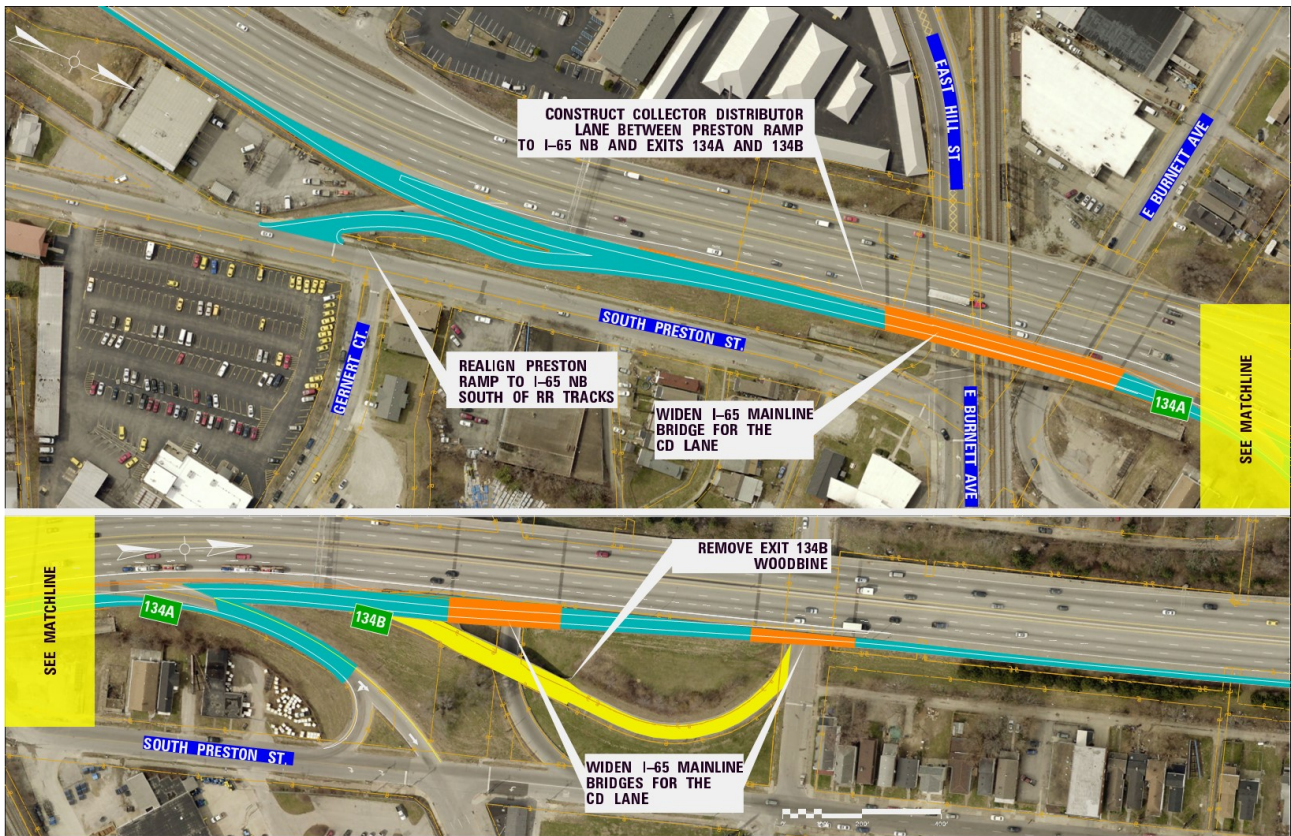 CONSTRUCT COLLECTOR DISTRIBUTOR
LANE BETWEEN PRESTON RAMP
TO I–65 NB AND EXITS 134A AND 134B
EAST HILL ST
E BURNETT AVE
SOUTH PRESTON ST.
GERNERT CT.
REALIGN PRESTON
RAMP TO I–65 NB
SOUTH OF RR TRACKS
WIDEN I–65 MAINLINE
BRIDGE FOR THE
CD LANE
E BURNETT AVE
134A
SEE MATCHLINE
SEE MATCHLINE
134A
134B
REMOVE EXIT 134B
WOODBINE
SOUTH PRESTON ST.
WIDEN I–65 MAINLINE
BRIDGES FOR THE
CD LANE
0 200' 400'